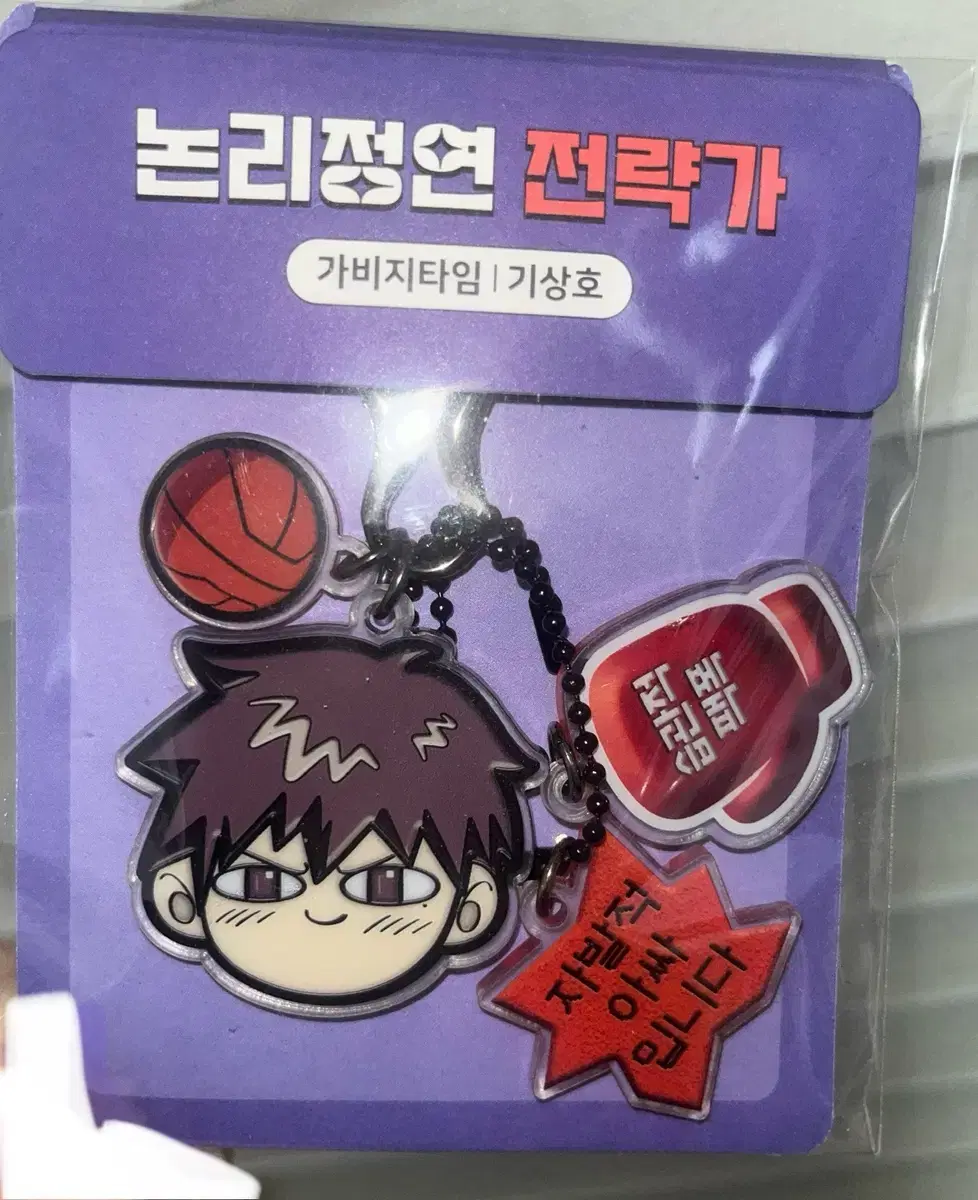 논리정연 전략가
가비지타임 | 기상호
자발적
아싸
입니다